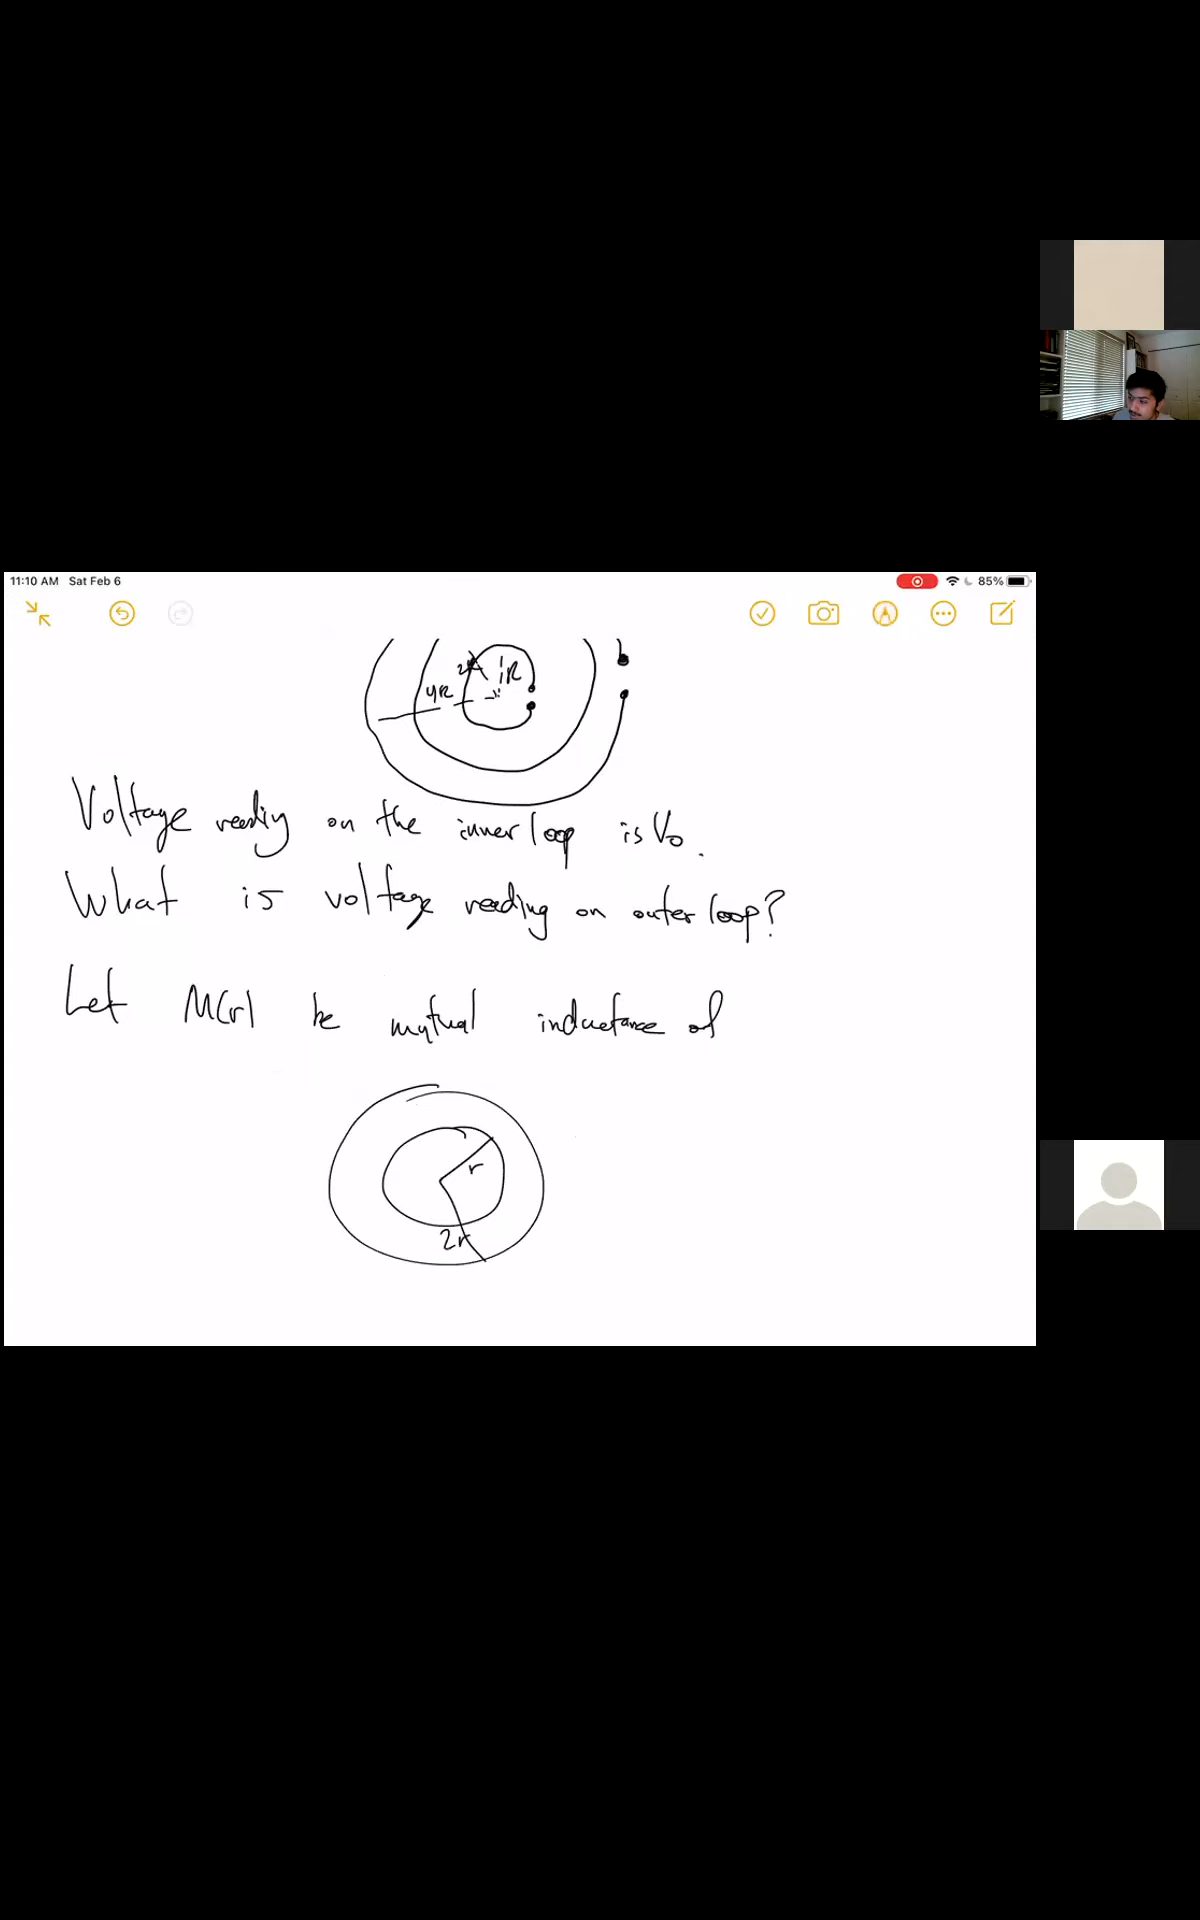 11:10 AM Sat Feb 6
85%
2R
1R
4R
Voltage reading on the inner loop is V₀.
What is voltage reading on outer loop?
Let M(r) be mutual inductance of
r
2r